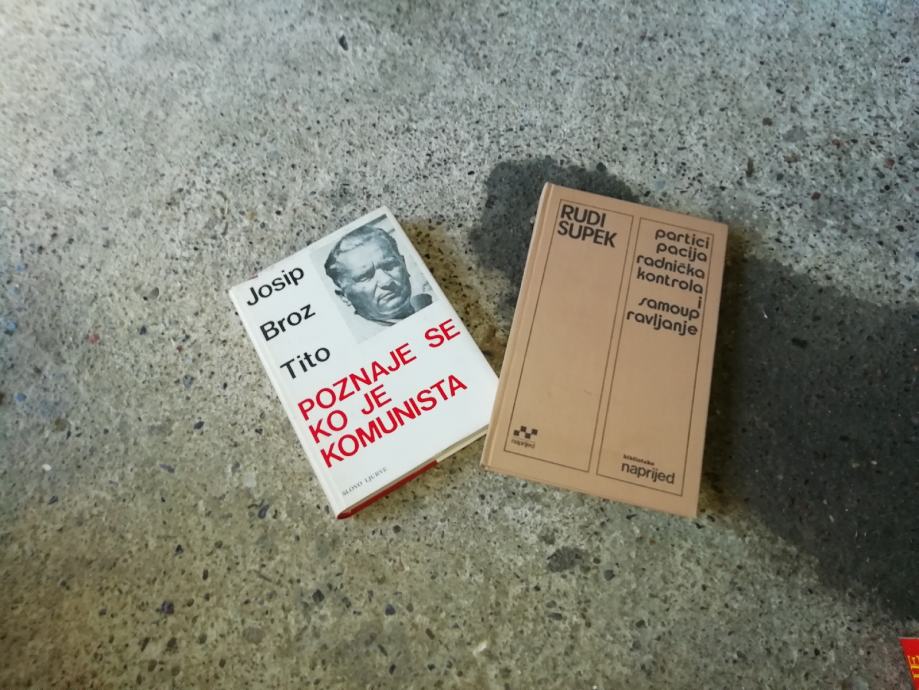 Josip
Broz
Tito
POZNAJE SE
KO JE
KOMUNISTA
SLOVO LJUBVE
RUDI
SUPEK
partici
pacija
radnička
kontrola
i
samoup
ravljanje
naprijed
biblioteka
naprijed